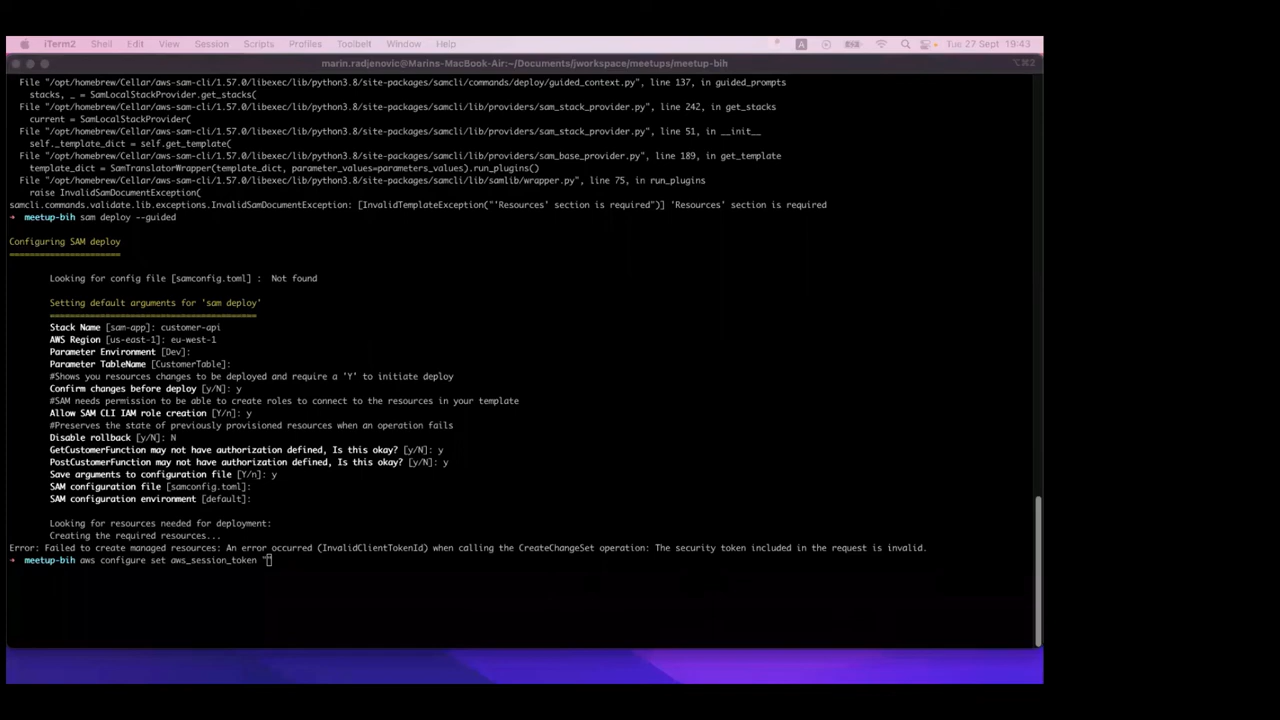 iTerm2 Shell Edit View Session Scripts Profiles Toolbelt Window Help A Tue 27 Sept 19:43
marin.radjenovic@Marins-MacBook-Air:~/Documents/jworkspace/meetups/meetup-bih ⌥⌘2
File "/opt/homebrew/Cellar/aws-sam-cli/1.57.0/libexec/lib/python3.8/site-packages/samcli/commands/deploy/guided_context.py", line 137, in guided_prompts
stacks, _ = SamLocalStackProvider.get_stacks(
File "/opt/homebrew/Cellar/aws-sam-cli/1.57.0/libexec/lib/python3.8/site-packages/samcli/lib/providers/sam_stack_provider.py", line 242, in get_stacks
current = SamLocalStackProvider(
File "/opt/homebrew/Cellar/aws-sam-cli/1.57.0/libexec/lib/python3.8/site-packages/samcli/lib/providers/sam_stack_provider.py", line 51, in __init__
self._template_dict = self.get_template(
File "/opt/homebrew/Cellar/aws-sam-cli/1.57.0/libexec/lib/python3.8/site-packages/samcli/lib/providers/sam_base_provider.py", line 189, in get_template
template_dict = SamTranslatorWrapper(template_dict, parameter_values=parameters_values).run_plugins()
File "/opt/homebrew/Cellar/aws-sam-cli/1.57.0/libexec/lib/python3.8/site-packages/samcli/lib/samlib/wrapper.py", line 75, in run_plugins
raise InvalidSamDocumentException(
samcli.commands.validate.lib.exceptions.InvalidSamDocumentException: [InvalidTemplateException("'Resources' section is required")] 'Resources' section is required
→ meetup-bih sam deploy --guided
Configuring SAM deploy
======================
Looking for config file [samconfig.toml] : Not found
Setting default arguments for 'sam deploy'
=========================================
Stack Name [sam-app]: customer-api
AWS Region [us-east-1]: eu-west-1
Parameter Environment [Dev]:
Parameter TableName [CustomerTable]:
#Shows you resources changes to be deployed and require a 'Y' to initiate deploy
Confirm changes before deploy [y/N]: y
#SAM needs permission to be able to create roles to connect to the resources in your template
Allow SAM CLI IAM role creation [Y/n]: y
#Preserves the state of previously provisioned resources when an operation fails
Disable rollback [y/N]: N
GetCustomerFunction may not have authorization defined, Is this okay? [y/N]: y
PostCustomerFunction may not have authorization defined, Is this okay? [y/N]: y
Save arguments to configuration file [Y/n]: y
SAM configuration file [samconfig.toml]:
SAM configuration environment [default]:
Looking for resources needed for deployment:
Creating the required resources...
Error: Failed to create managed resources: An error occurred (InvalidClientTokenId) when calling the CreateChangeSet operation: The security token included in the request is invalid.
→ meetup-bih aws configure set aws_session_token "